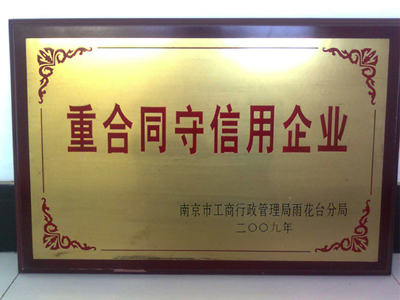 重合同守信用企业
南京市工商行政管理局雨花台分局
二〇〇九年